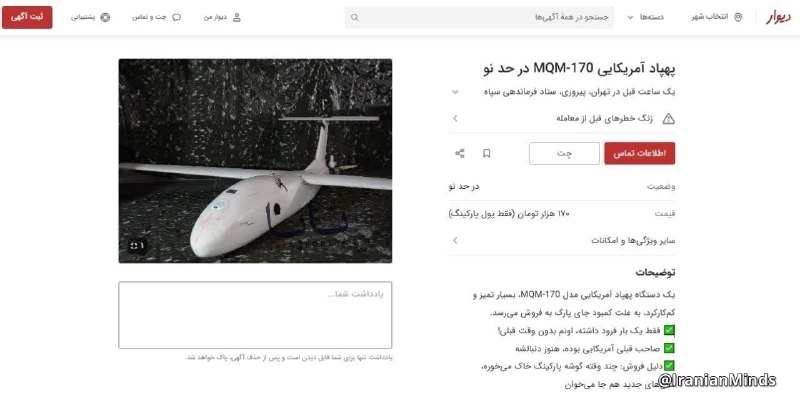 دیوار
انتخاب شهر
دسته‌ها
جستجو در همهٔ آگهی‌ها
دیوار من
چت و تماس
پشتیبانی
ثبت آگهی
پهپاد آمریکایی MQM-170 در حد نو
یک ساعت قبل در تهران، پیروزی، ستاد فرماندهی سپاه
زنگ خطرهای قبل از معامله
اطلاعات تماس
چت
وضعیت
در حد نو
قیمت
۱۷۰ هزار تومان (فقط پول پارکینگ)
سایر ویژگی‌ها و امکانات
توضیحات
یک دستگاه پهپاد آمریکایی مدل MQM-170، بسیار تمیز و
کم‌کارکرد، به علت کمبود جای پارک به فروش می‌رسد.
✅ فقط یک بار فرود داشته، اونم بدون وقت قبلی!
✅ صاحب قبلی آمریکایی بوده، هنوز دنبالشه
✅ دلیل فروش: چند وقته گوشه پارکینگ خاک می‌خوره،
های جدید هم جا می‌خوان
۱
یادداشت شما...
یادداشت تنها برای شما قابل دیدن است و پس از حذف آگهی، پاک خواهد شد.
@IranianMinds